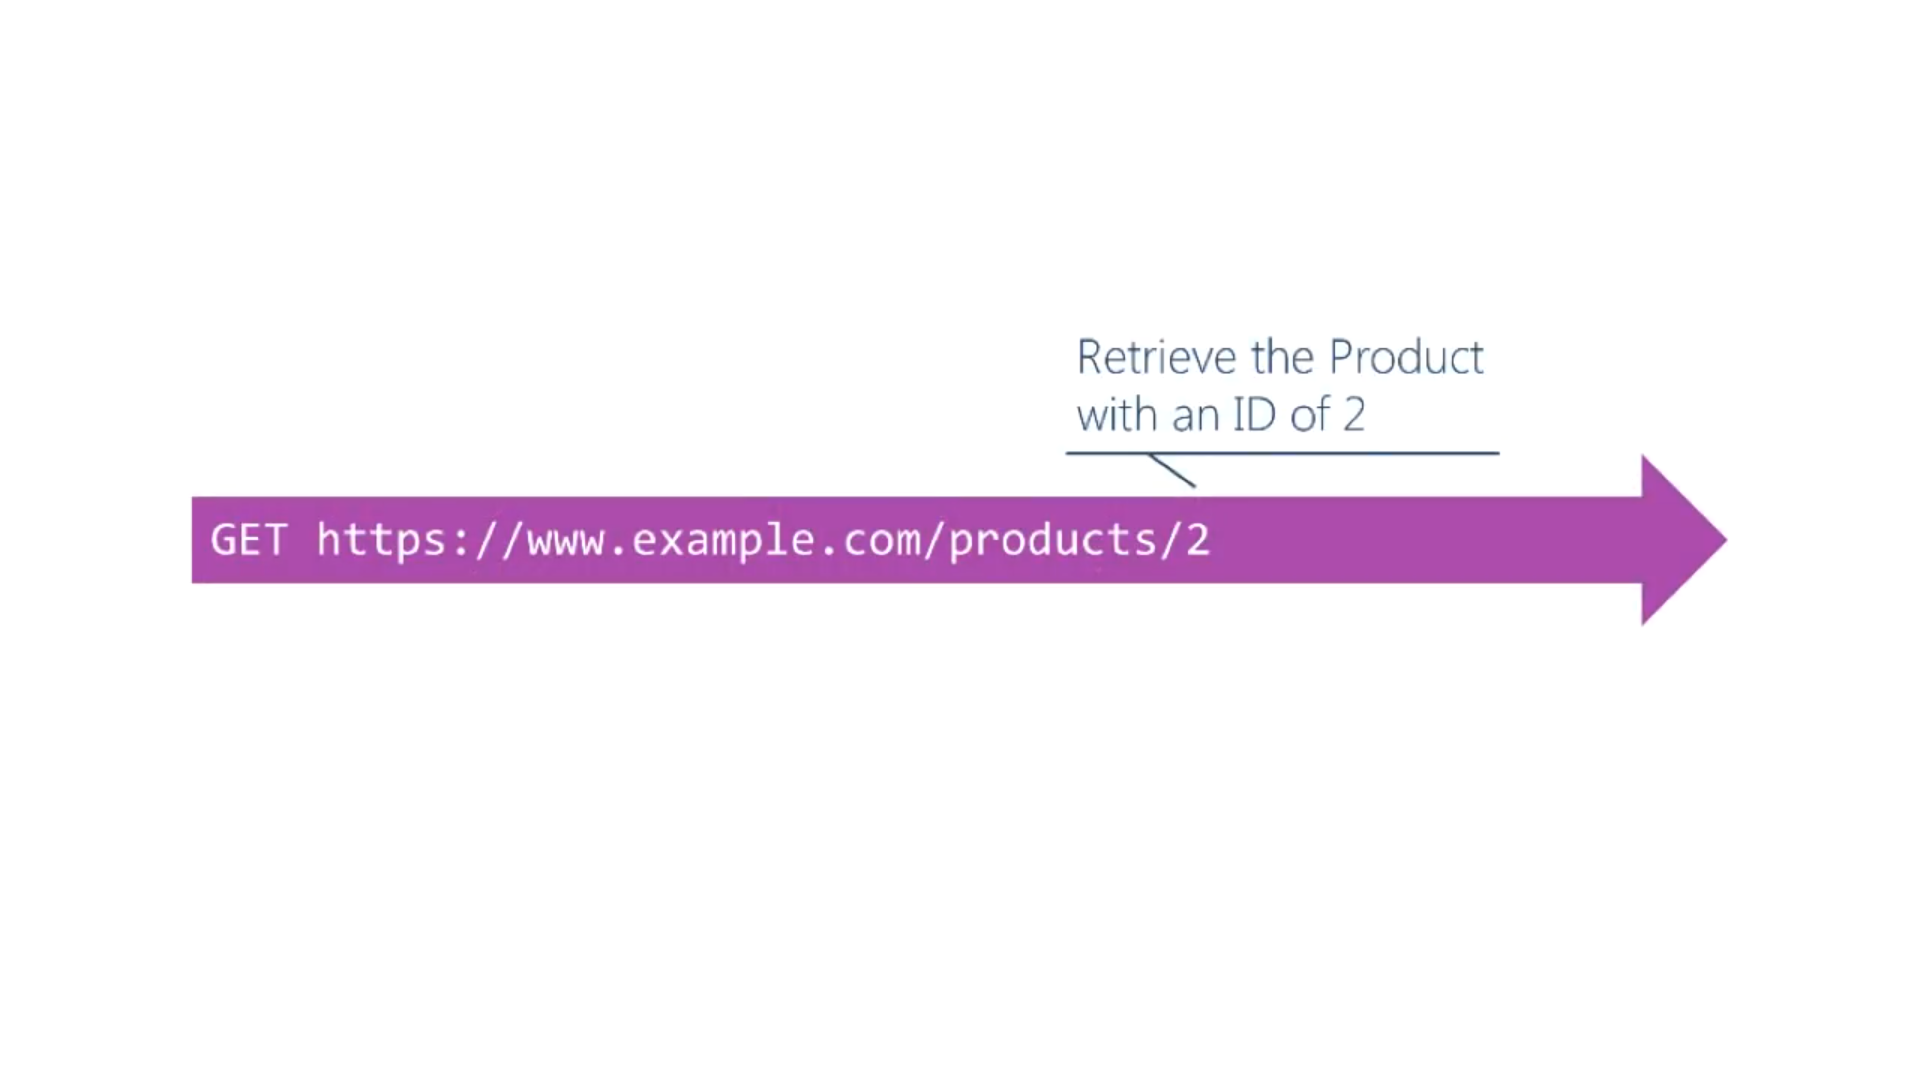 Retrieve the Product
with an ID of 2
GET https://www.example.com/products/2